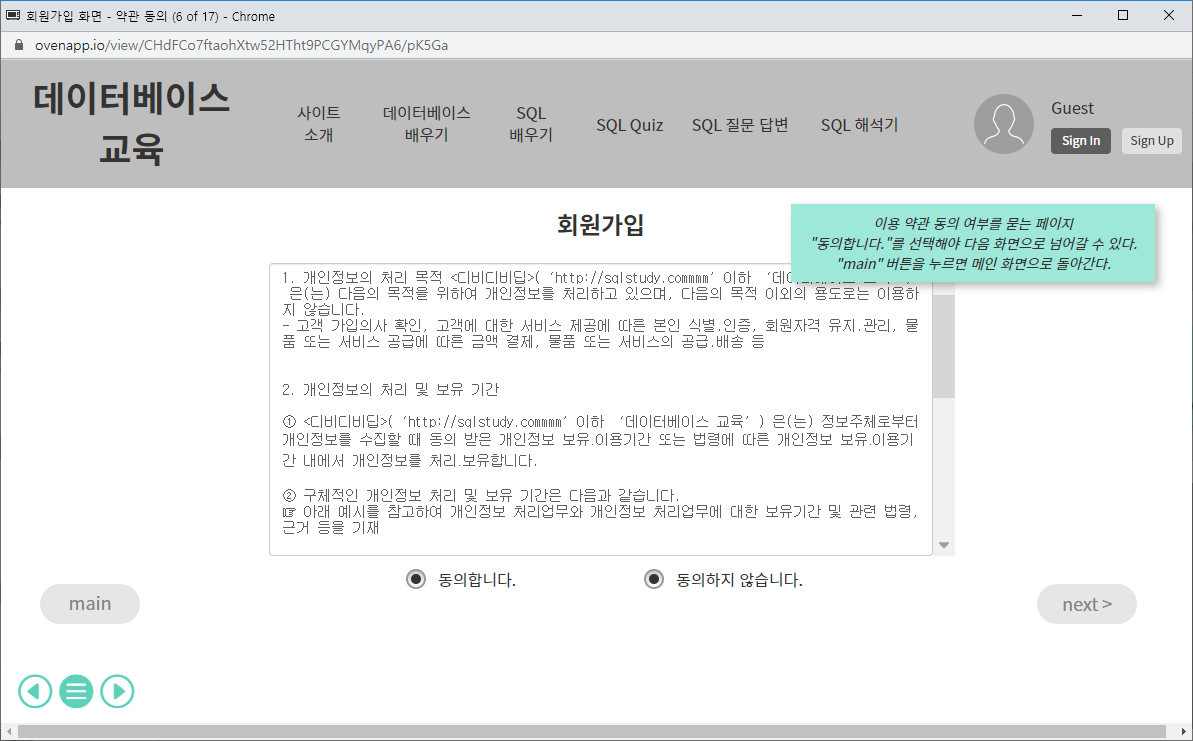 회원가입 화면 - 약관 동의 (6 of 17) - Chrome
ovenapp.io/view/CHdFCo7ftaohXtw52HTht9PCGYMqyPA6/pK5Ga
데이터베이스
교육
사이트
소개
데이터베이스
배우기
SQL
배우기
SQL Quiz
SQL 질문 답변
SQL 해석기
Guest
Sign In
Sign Up
회원가입
이용 약관 동의 여부를 묻는 페이지
"동의합니다."를 선택해야 다음 화면으로 넘어갈 수 있다.
"main" 버튼을 누르면 메인 화면으로 돌아간다.
1. 개인정보의 처리 목적 <디비디비딥>( ‘http://sqlstudy.commmm’ 이하
은(는) 다음의 목적을 위하여 개인정보를 처리하고 있으며, 다음의 목적 이외의 용도로는 이용하
지 않습니다.
- 고객 가입의사 확인, 고객에 대한 서비스 제공에 따른 본인 식별.인증, 회원자격 유지.관리, 물
품 또는 서비스 공급에 따른 금액 결제, 물품 또는 서비스의 공급.배송 등
2. 개인정보의 처리 및 보유 기간
① <디비디비딥>( ‘http://sqlstudy.commmm’ 이하 ‘데이터베이스 교육’ ) 은(는) 정보주체로부터
개인정보를 수집할 때 동의 받은 개인정보 보유.이용기간 또는 법령에 따른 개인정보 보유.이용기
간 내에서 개인정보를 처리.보유합니다.
② 구체적인 개인정보 처리 및 보유 기간은 다음과 같습니다.
☞ 아래 예시를 참고하여 개인정보 처리업무와 개인정보 처리업무에 대한 보유기간 및 관련 법령,
근거 등을 기재
동의합니다.
동의하지 않습니다.
main
next >